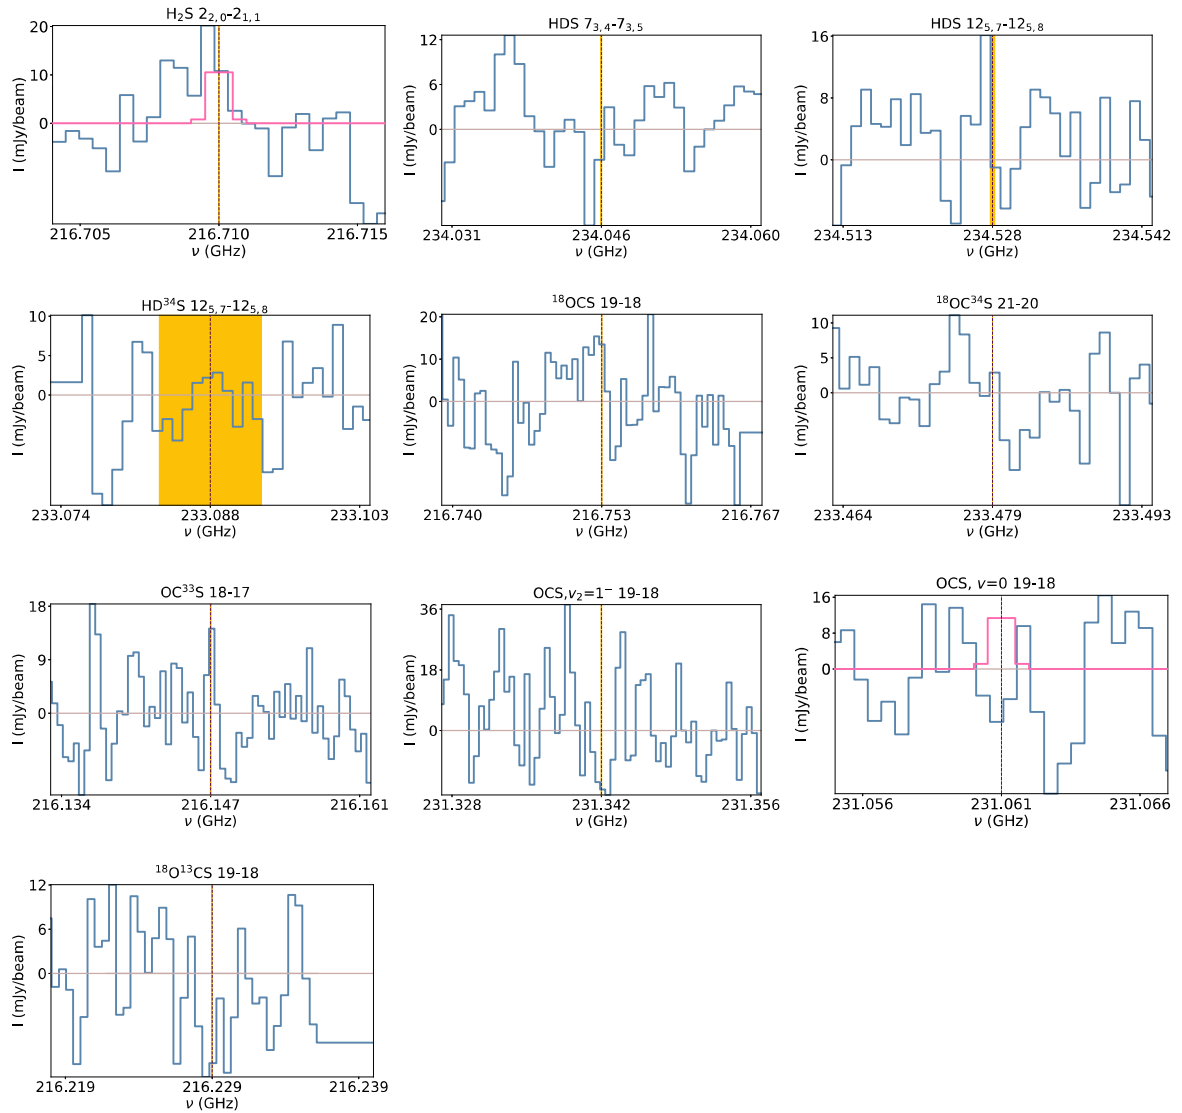 H₂S 2₂,₀-2₁,₁
20
10
0
I (mJy/beam)
216.705 216.710 216.715
ν (GHz)
HDS 7₃,₄-7₃,₅
12
6
0
I (mJy/beam)
234.031 234.046 234.060
ν (GHz)
HDS 12₅,₇-12₅,₈
16
8
0
I (mJy/beam)
234.513 234.528 234.542
ν (GHz)
HD³⁴S 12₅,₇-12₅,₈
10
5
0
I (mJy/beam)
233.074 233.088 233.103
ν (GHz)
¹⁸OCS 19-18
20
15
10
5
0
I (mJy/beam)
216.740 216.753 216.767
ν (GHz)
¹⁸OC³⁴S 21-20
10
5
0
I (mJy/beam)
233.464 233.479 233.493
ν (GHz)
OC³³S 18-17
18
9
0
I (mJy/beam)
216.134 216.147 216.161
ν (GHz)
OCS,v₂=1⁻ 19-18
36
18
0
I (mJy/beam)
231.328 231.342 231.356
ν (GHz)
OCS, v=0 19-18
16
8
0
I (mJy/beam)
231.056 231.061 231.066
ν (GHz)
¹⁸O¹³CS 19-18
12
6
0
I (mJy/beam)
216.219 216.229 216.239
ν (GHz)